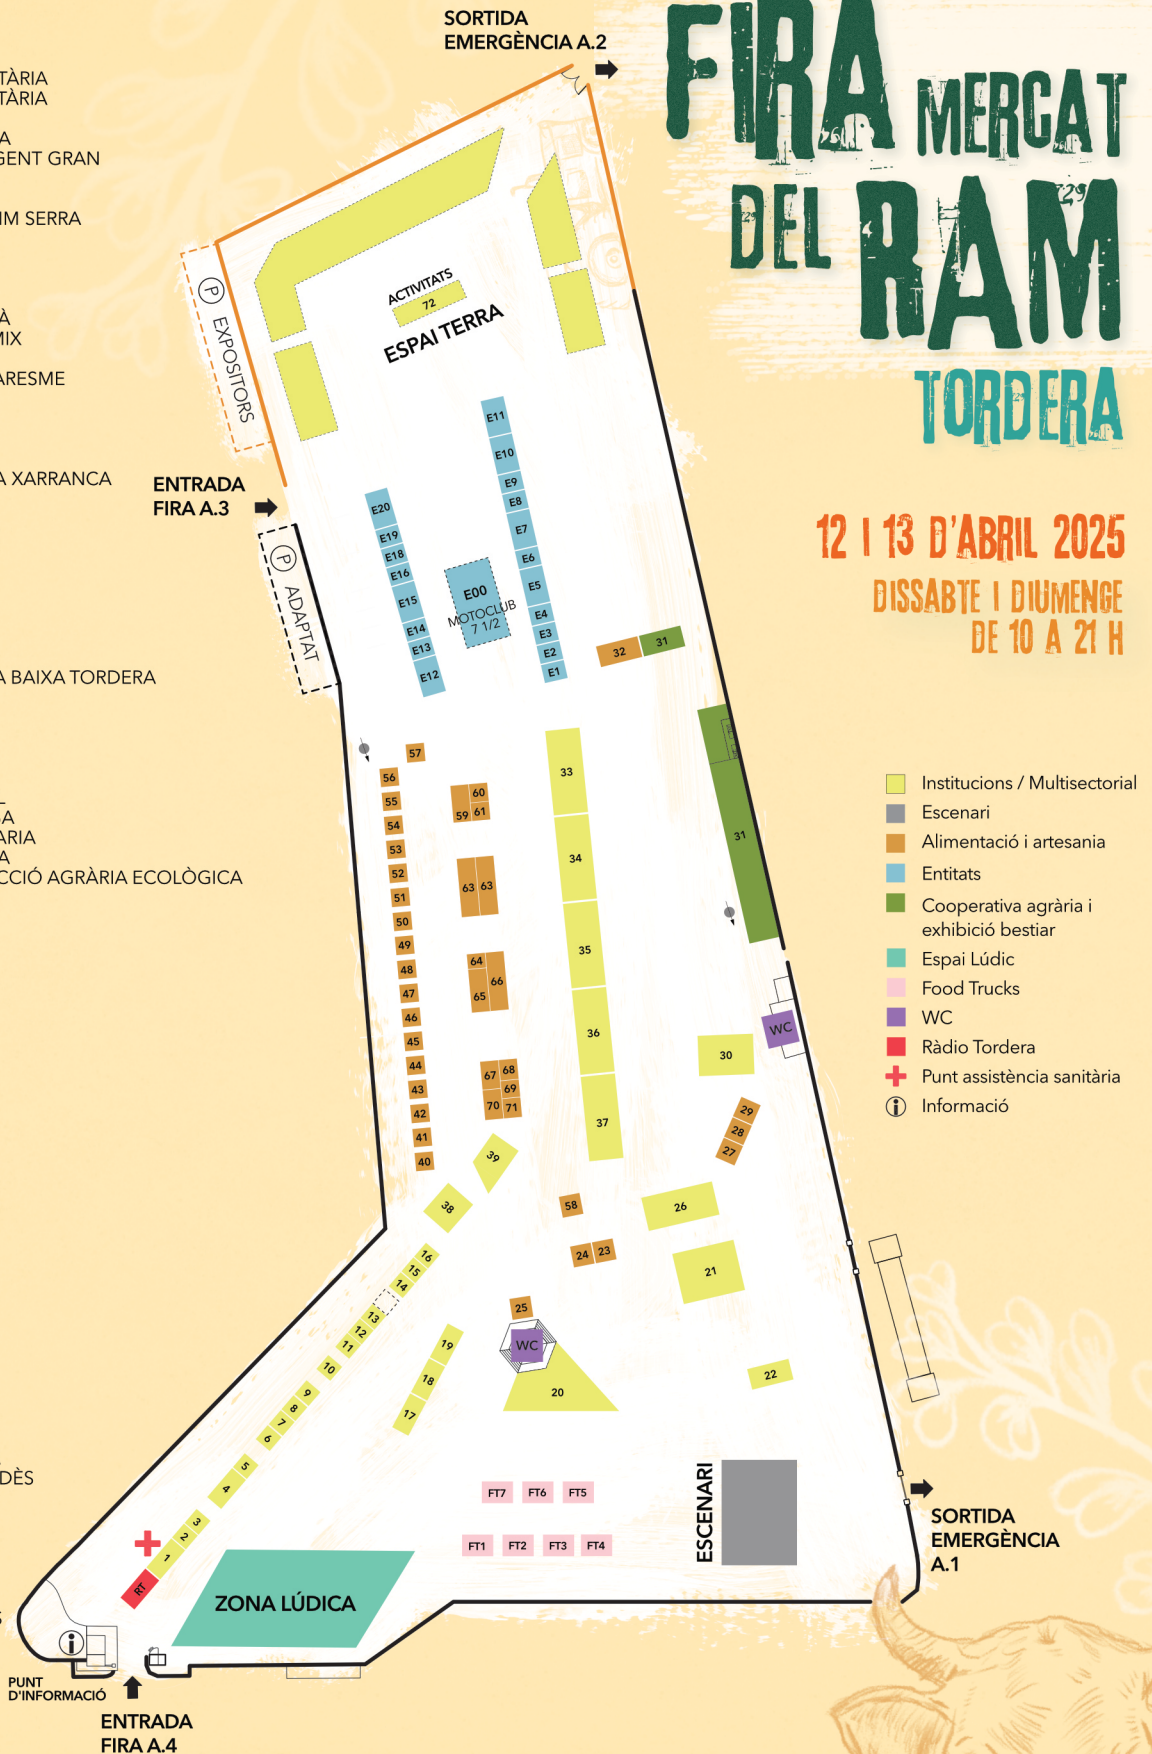 SORTIDA
EMERGÈNCIA A.2
FIRA MERCAT
DEL RAM
TORDERA
12 I 13 D'ABRIL 2025
DISSABTE I DIUMENGE
DE 10 A 21 H
TÀRIA
TÀRIA
A
GENT GRAN
IM SERRA
À
MIX
ARESME
A XARRANCA
A BAIXA TORDERA
GA
ARIA
A
CCIÓ AGRÀRIA ECOLÒGICA
DÈS
S
P EXPOSITORS
ACTIVITATS
72
ESPAI TERRA
ENTRADA
FIRA A.3
P ADAPTAT
E11
E10
E9
E8
E7
E6
E5
E4
E3
E2
E1
E20
E19
E18
E16
E15
E14
E13
E12
E00
MOTOCLUB
7 1/2
32
31
31
57
56
55
54
53
52
51
50
49
48
47
46
45
44
43
42
41
40
60
59 61
63 63
64
66
65
67 68
69
70 71
33
34
35
36
37
WC
30
29
28
27
39
38
58
26
24 23
21
25
WC
20
22
16
15
14
13
12
11
10
9
8
7
6
5
4
3
2
1
RT
19
18
17
FT7 FT6 FT5
FT1 FT2 FT3 FT4
ESCENARI
ZONA LÚDICA
i
PUNT
D'INFORMACIÓ
ENTRADA
FIRA A.4
SORTIDA
EMERGÈNCIA
A.1
Institucions / Multisectorial
Escenari
Alimentació i artesania
Entitats
Cooperativa agrària i
exhibició bestiar
Espai Lúdic
Food Trucks
WC
Ràdio Tordera
Punt assistència sanitària
i Informació